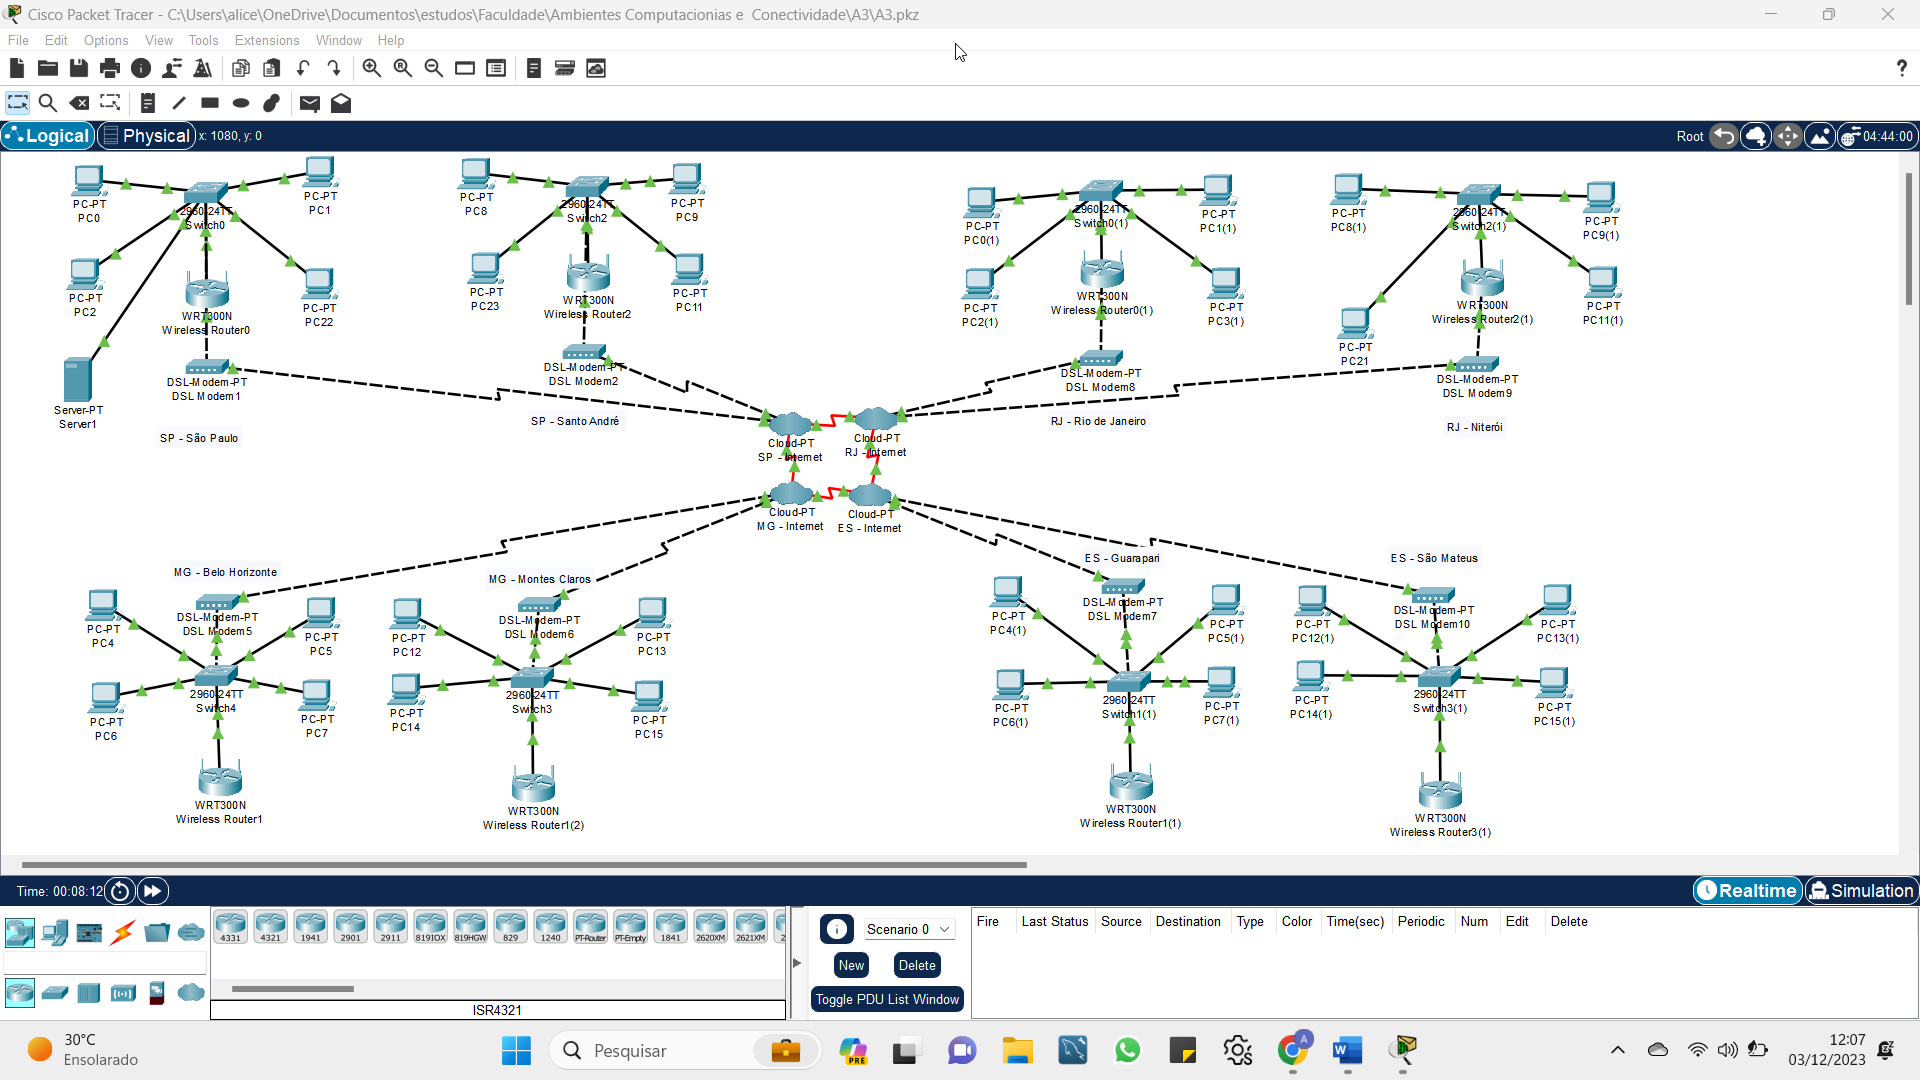 Cisco Packet Tracer - C:\Users\alice\OneDrive\Documentos\estudos\Faculdade\Ambientes Computacionias e  Conectividade\A3\A3.pkz
File Edit Options View Tools Extensions Window Help
Logical Physical x: 1080, y: 0 Root 04:44:00
PC-PT
PC0
PC-PT
PC1
2960-24TT
Switch0
PC-PT
PC2
PC-PT
PC22
WRT300N
Wireless Router0
DSL-Modem-PT
DSL Modem1
Server-PT
Server1
SP - São Paulo
PC-PT
PC8
2960-24TT
Switch2
PC-PT
PC9
PC-PT
PC23
WRT300N
Wireless Router2
PC-PT
PC11
DSL-Modem-PT
DSL Modem2
SP - Santo André
PC-PT
PC0(1)
2960-24TT
Switch0(1)
PC-PT
PC1(1)
PC-PT
PC2(1)
WRT300N
Wireless Router0(1)
PC-PT
PC3(1)
DSL-Modem-PT
DSL Modem8
RJ - Rio de Janeiro
PC-PT
PC8(1)
2960-24TT
Switch2(1)
PC-PT
PC9(1)
PC-PT
PC21
WRT300N
Wireless Router2(1)
PC-PT
PC11(1)
DSL-Modem-PT
DSL Modem9
RJ - Niterói
Cloud-PT
SP - Internet
Cloud-PT
RJ - Internet
Cloud-PT
MG - Internet
Cloud-PT
ES - Internet
MG - Belo Horizonte
DSL-Modem-PT
DSL Modem5
PC-PT
PC4
PC-PT
PC5
2960-24TT
Switch4
PC-PT
PC6
PC-PT
PC7
WRT300N
Wireless Router1
MG - Montes Claros
DSL-Modem-PT
DSL Modem6
PC-PT
PC12
PC-PT
PC13
2960-24TT
Switch3
PC-PT
PC14
PC-PT
PC15
WRT300N
Wireless Router1(2)
ES - Guarapari
DSL-Modem-PT
DSL Modem7
PC-PT
PC4(1)
PC-PT
PC5(1)
2960-24TT
Switch1(1)
PC-PT
PC6(1)
PC-PT
PC7(1)
WRT300N
Wireless Router1(1)
ES - São Mateus
DSL-Modem-PT
DSL Modem10
PC-PT
PC12(1)
PC-PT
PC13(1)
2960-24TT
Switch3(1)
PC-PT
PC14(1)
PC-PT
PC15(1)
WRT300N
Wireless Router3(1)
Time: 00:08:12 Realtime Simulation
4331 4321 1941 2901 2911 819IOX 819HGW 829 1240 PT-Router PT-Empty 1841 2620XM 2621XM 2
ISR4321
Scenario 0
New Delete
Toggle PDU List Window
Fire Last Status Source Destination Type Color Time(sec) Periodic Num Edit Delete
30°C
Ensolarado
Pesquisar
PRE
A
12:07
03/12/2023